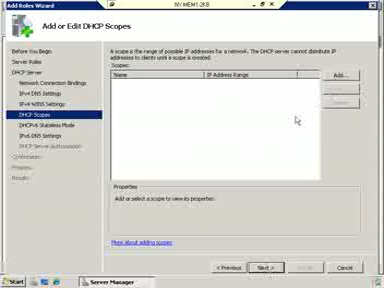 Add Roles Wizard
NY-MEM1-2K8
Add or Edit DHCP Scopes
Before You Begin
Server Roles
DHCP Server
Network Connection Bindings
IPv4 DNS Settings
IPv4 WINS Settings
DHCP Scopes
DHCPv6 Stateless Mode
IPv6 DNS Settings
DHCP Server Authorization
Confirmation
Progress
Results
A scope is the range of possible IP addresses for a network. The DHCP server cannot distribute IP
addresses to clients until a scope is created.
Scopes:
Name
IP Address Range
Add...
Properties
Add or select a scope to view its properties.
More about adding scopes
< Previous
Next >
Cancel
Start
Server Manager